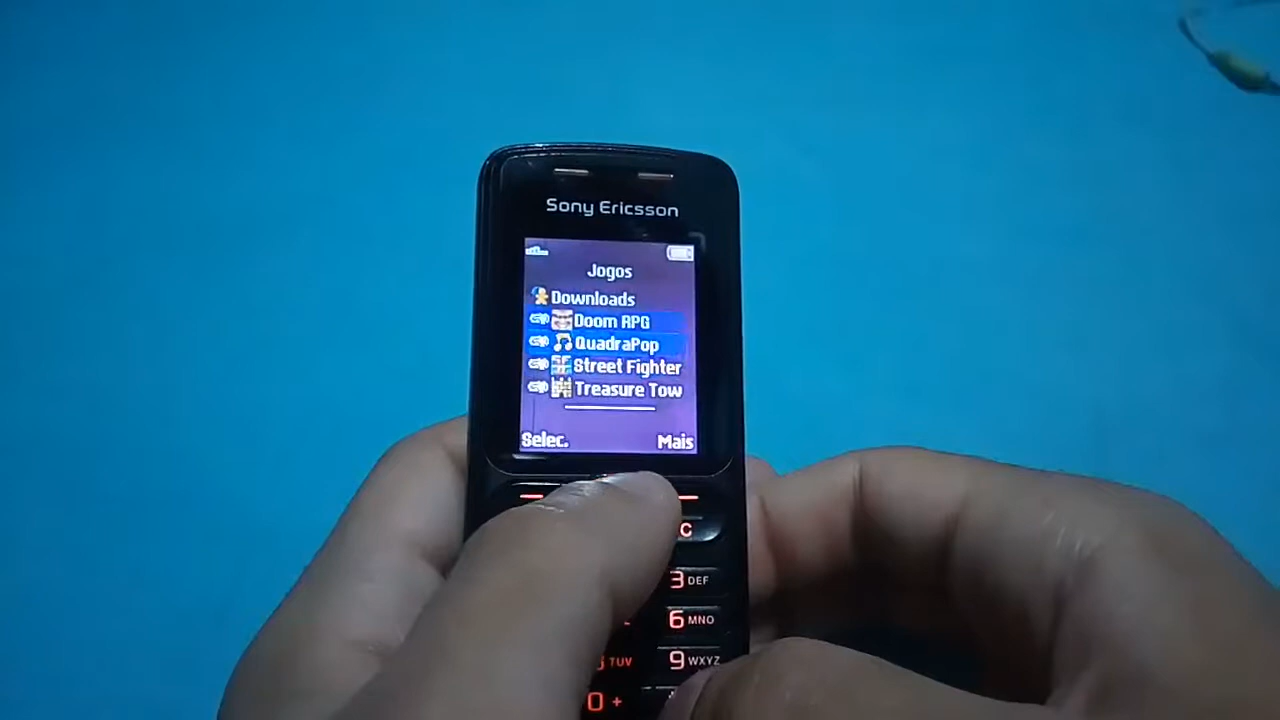 Sony Ericsson
Jogos
Downloads
Doom RPG
QuadraPop
Street Fighter
Treasure Tow
Selec.
Mais
C
3 DEF
6 MNO
TUV
9 WXYZ
0 +